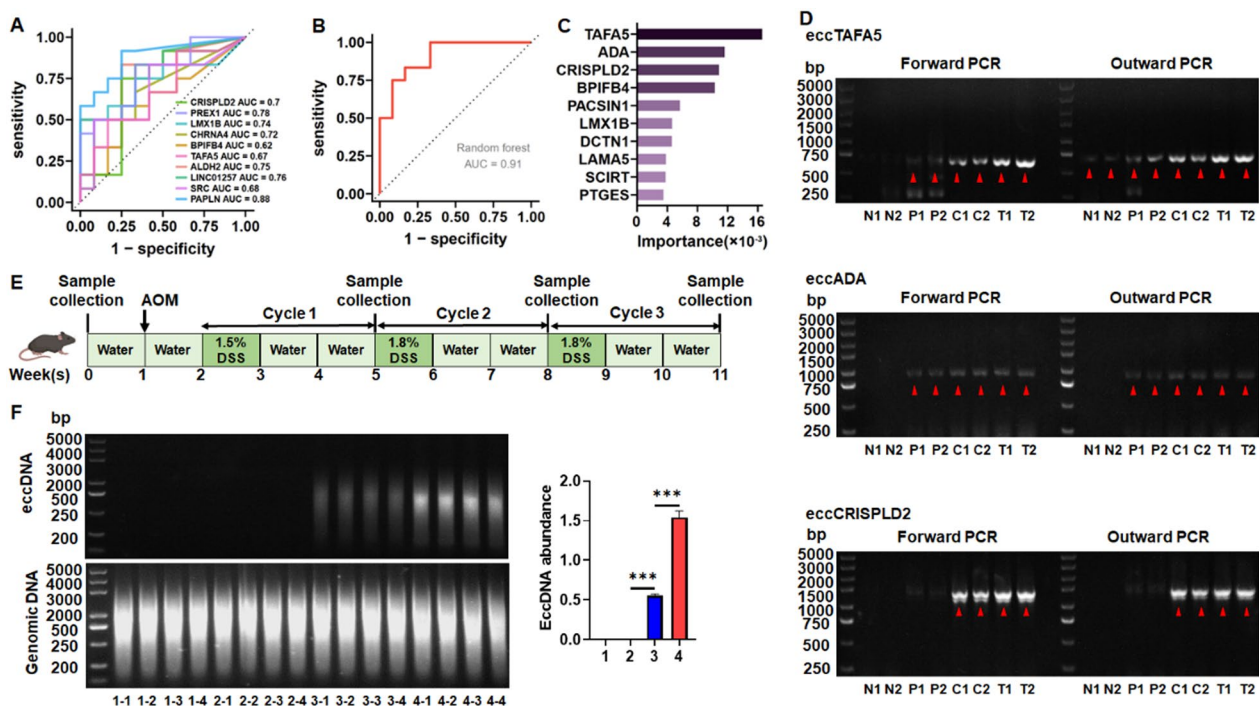 A
sensitivity
1.00
0.75
0.50
0.25
0.00
CRISPLD2 AUC = 0.7
PREX1 AUC = 0.78
LMX1B AUC = 0.74
CHRNA4 AUC = 0.72
BPIFB4 AUC = 0.62
TAFA5 AUC = 0.67
ALDH2 AUC = 0.75
LINC01257 AUC = 0.76
SRC AUC = 0.68
PAPLN AUC = 0.88
0.00 0.25 0.50 0.75 1.00
1 − specificity
B
sensitivity
1.00
0.75
0.50
0.25
0.00
Random forest
AUC = 0.91
0.00 0.25 0.50 0.75 1.00
1 − specificity
C
TAFA5
ADA
CRISPLD2
BPIFB4
PACSIN1
LMX1B
DCTN1
LAMA5
SCIRT
PTGES
0 4 8 12 16
Importance(×10⁻³)
D
eccTAFA5
bp Forward PCR Outward PCR
5000
3000
2000
1500
1000
750
500
250
N1 N2 P1 P2 C1 C2 T1 T2 N1 N2 P1 P2 C1 C2 T1 T2
eccADA
bp Forward PCR Outward PCR
5000
3000
2000
1500
1000
750
500
250
N1 N2 P1 P2 C1 C2 T1 T2 N1 N2 P1 P2 C1 C2 T1 T2
eccCRISPLD2
bp Forward PCR Outward PCR
5000
3000
2000
1500
1000
750
500
250
N1 N2 P1 P2 C1 C2 T1 T2 N1 N2 P1 P2 C1 C2 T1 T2
E
Sample collection
AOM
Cycle 1
Sample collection
Cycle 2
Sample collection
Cycle 3
Sample collection
Water Water 1.5% DSS Water Water 1.8% DSS Water Water 1.8% DSS Water Water
Week(s) 0 1 2 3 4 5 6 7 8 9 10 11
F
bp
eccDNA
5000
3000
2000
500
250
200
Genomic DNA
5000
4000
3000
2000
500
250
200
1-1 1-2 1-3 1-4 2-1 2-2 2-3 2-4 3-1 3-2 3-3 3-4 4-1 4-2 4-3 4-4
EccDNA abundance
2.0
1.5
1.0
0.5
0.0
***
***
1 2 3 4